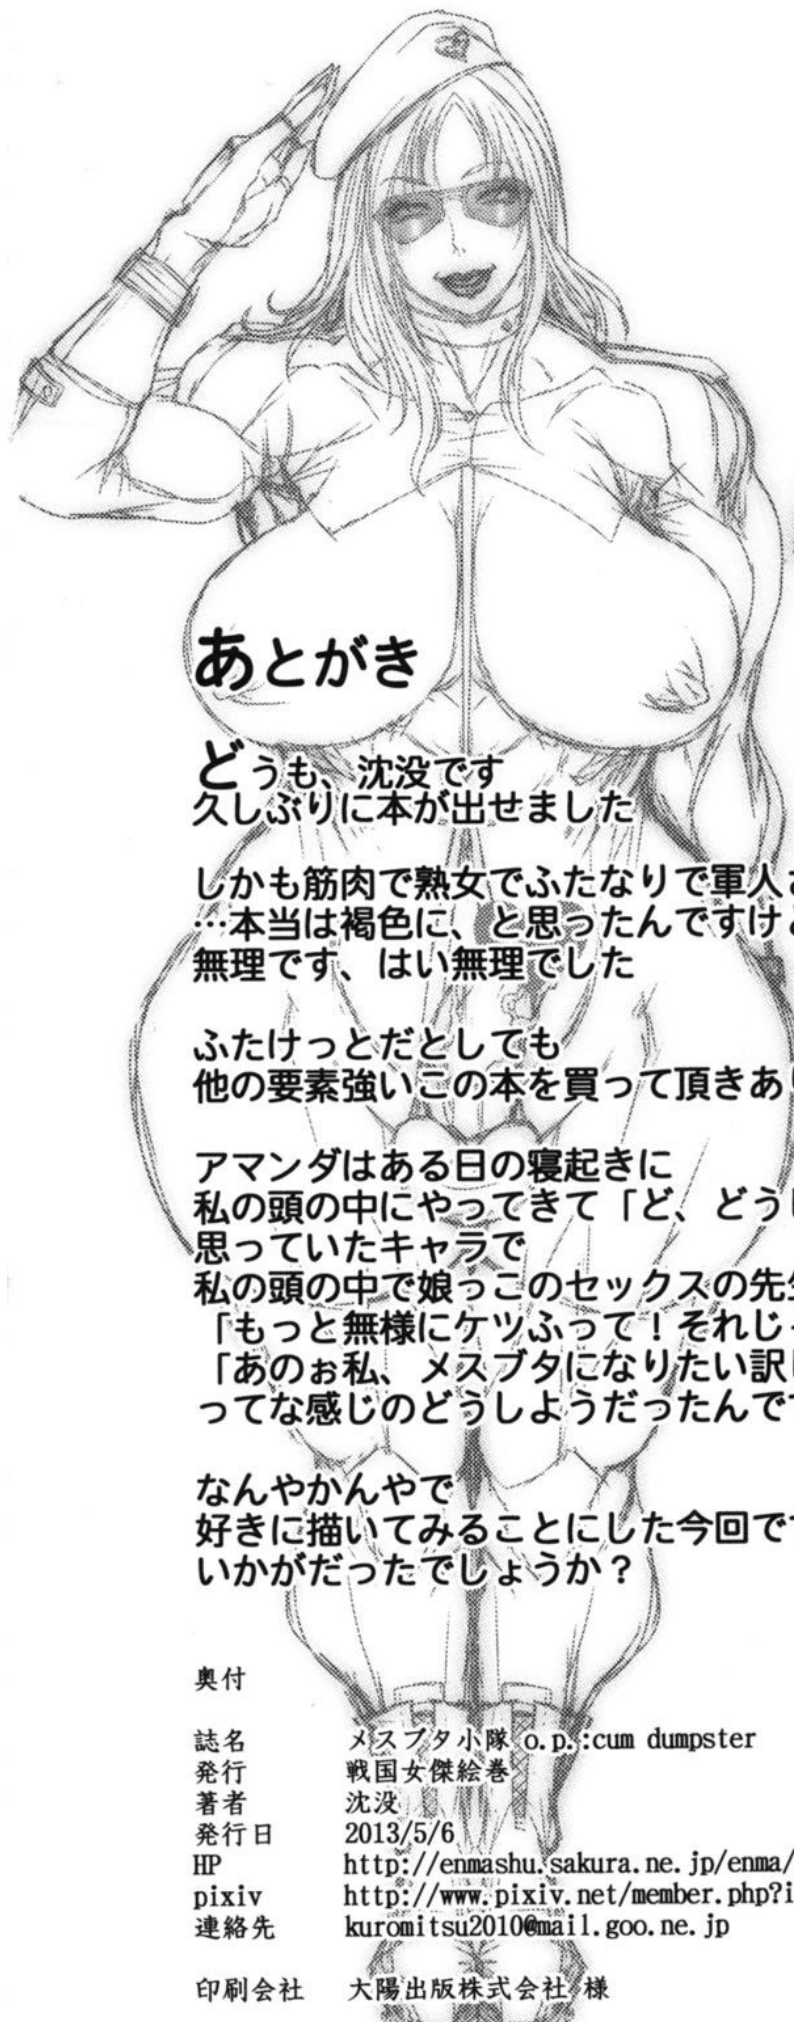 あとがき
どうも、沈没です
久しぶりに本が出せました
しかも筋肉で熟女でふたなりで軍人さ
…本当は褐色に、と思ったんですけど
無理です、はい無理でした
ふたけっとだとしても
他の要素強いこの本を買って頂きあり
アマンダはある日の寝起きに
私の頭の中にやってきて「ど、どうし
思っていたキャラで
私の頭の中で娘っこのセックスの先生
「もっと無様にケツふって！それじゃ
「あのぉ私、メスブタになりたい訳じ
ってな感じのどうしようだったんです
なんやかんやで
好きに描いてみることにした今回です
いかがだったでしょうか？
奥付
誌名 メスブタ小隊 o.p.:cum dumpster
発行 戦国女傑絵巻
著者 沈没
発行日 2013/5/6
HP http://enmashu.sakura.ne.jp/enma/
pixiv http://www.pixiv.net/member.php?i
連絡先 kuromitsu2010@mail.goo.ne.jp
印刷会社 大陽出版株式会社 様